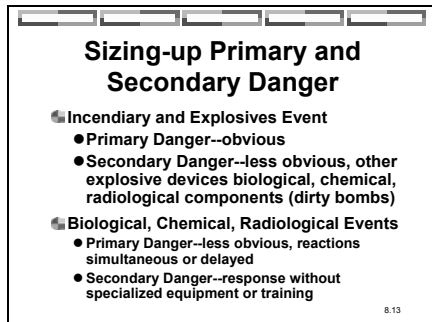 Sizing-up Primary and
Secondary Danger
Incendiary and Explosives Event
●Primary Danger--obvious
●Secondary Danger--less obvious, other
explosive devices biological, chemical,
radiological components (dirty bombs)
Biological, Chemical, Radiological Events
● Primary Danger--less obvious, reactions
simultaneous or delayed
● Secondary Danger--response without
specialized equipment or training
8.13